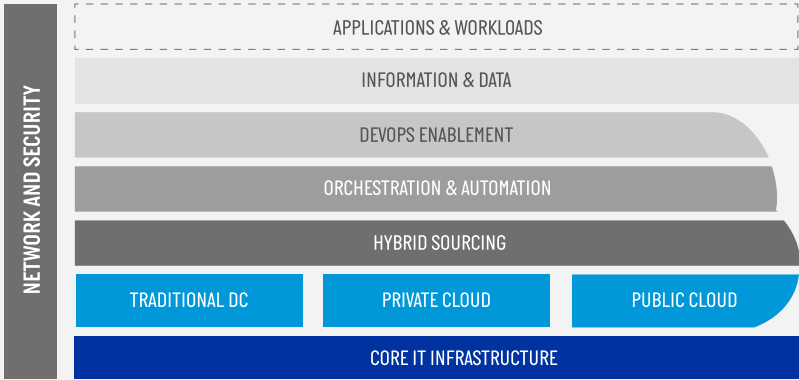 NETWORK AND SECURITY
APPLICATIONS & WORKLOADS
INFORMATION & DATA
DEVOPS ENABLEMENT
ORCHESTRATION & AUTOMATION
HYBRID SOURCING
TRADITIONAL DC
PRIVATE CLOUD
PUBLIC CLOUD
CORE IT INFRASTRUCTURE